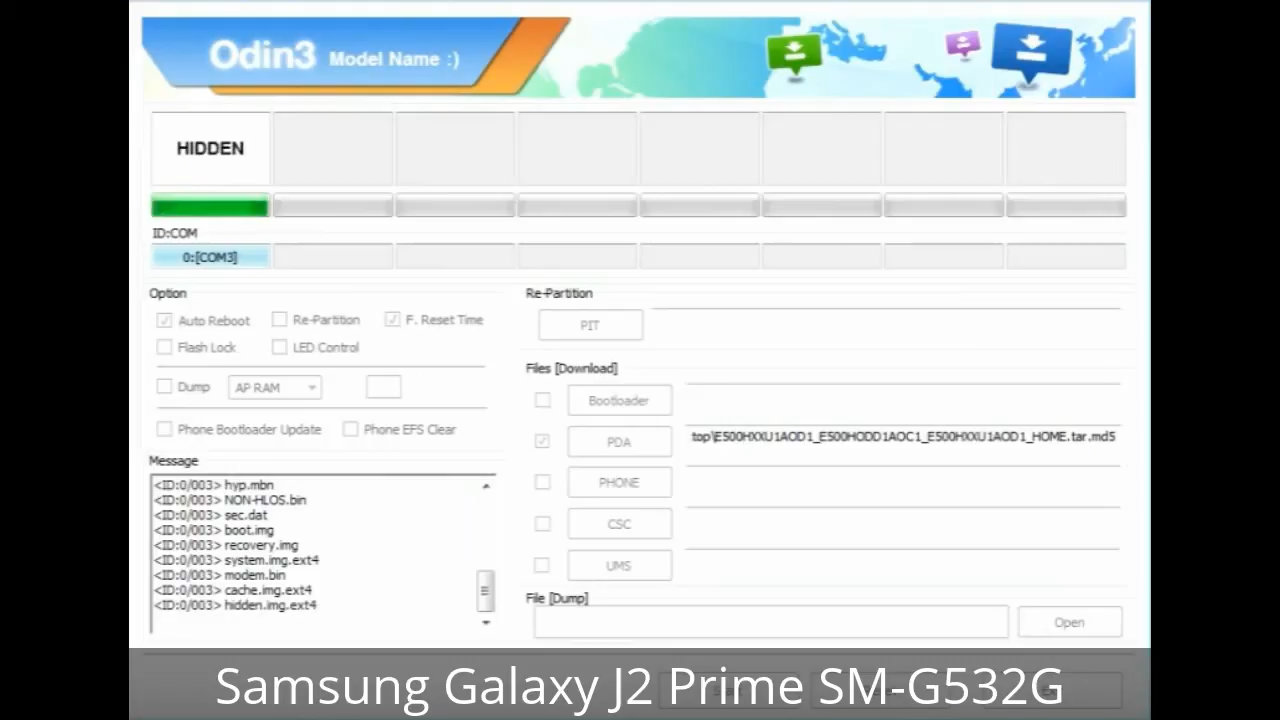 Odin3 Model Name :)
HIDDEN
ID:COM
0:[COM3]
Option
Auto Reboot Re-Partition F. Reset Time
Flash Lock LED Control
Dump AP RAM
Phone Bootloader Update Phone EFS Clear
Message
<ID:0/003> hyp.mbn
<ID:0/003> NON-HLOS.bin
<ID:0/003> sec.dat
<ID:0/003> boot.img
<ID:0/003> recovery.img
<ID:0/003> system.img.ext4
<ID:0/003> modem.bin
<ID:0/003> cache.img.ext4
<ID:0/003> hidden.img.ext4
Re-Partition
PIT
Files [Download]
Bootloader
PDA top\E500HXXU1AOD1_E500HODD1AOC1_E500HXXU1AOD1_HOME.tar.md5
PHONE
CSC
UMS
File [Dump]
Open
Samsung Galaxy J2 Prime SM-G532G